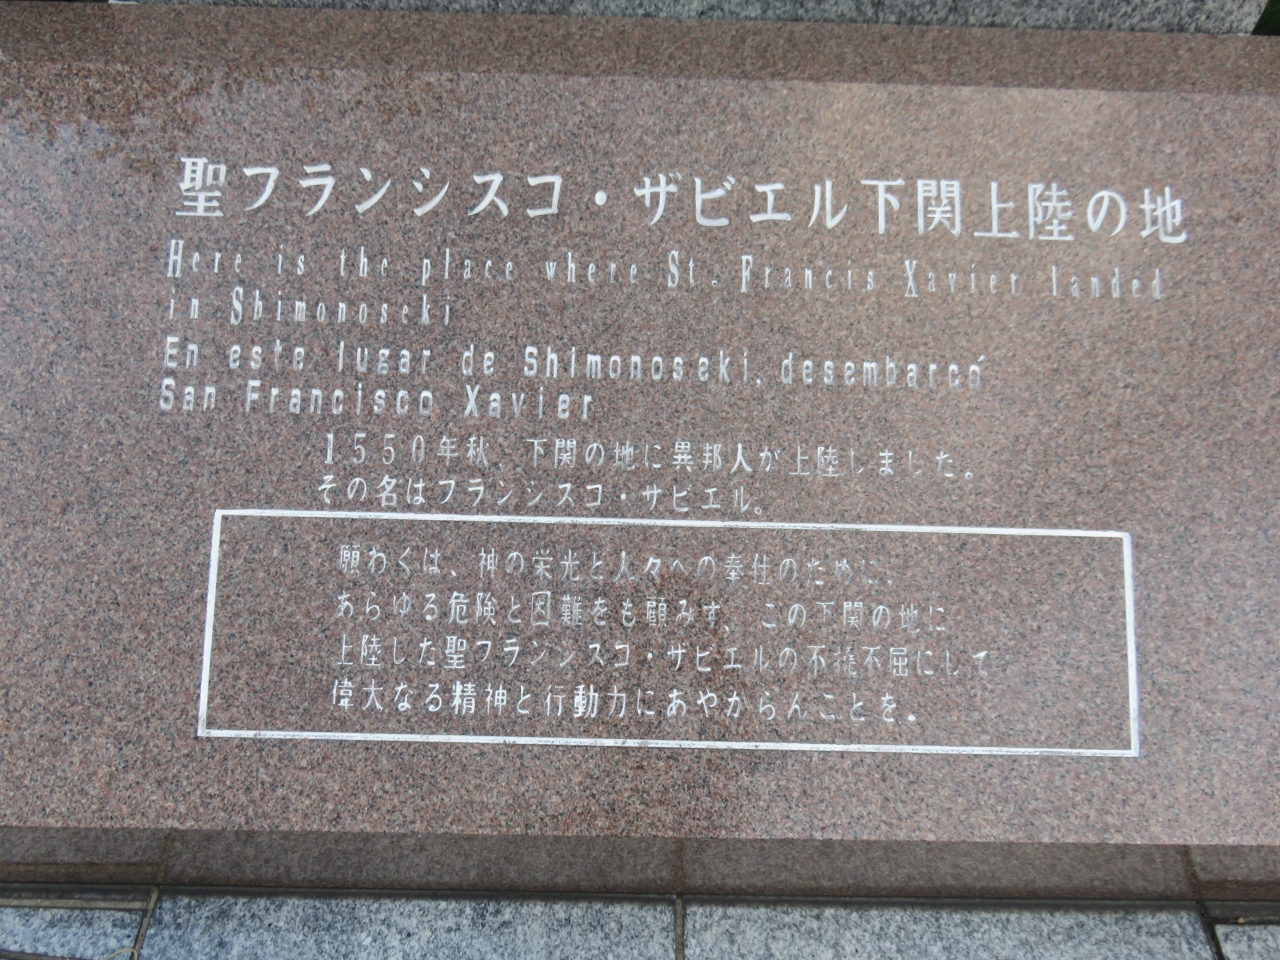 聖フランシスコ・ザビエル下関上陸の地
Here is the place where St. Francis Xavier landed
in Shimonoseki
En este lugar de Shimonoseki, desembarcó
San Francisco Xavier
1550年秋、下関の地に異邦人が上陸しました。
その名はフランシスコ・サビエル。
願わくは、神の栄光と人々への奉仕のために、
あらゆる危険と困難をも顧みず、この下関の地に
上陸した聖フランシスコ・ザビエルの不撓不屈にして
偉大なる精神と行動力にあやからんことを。